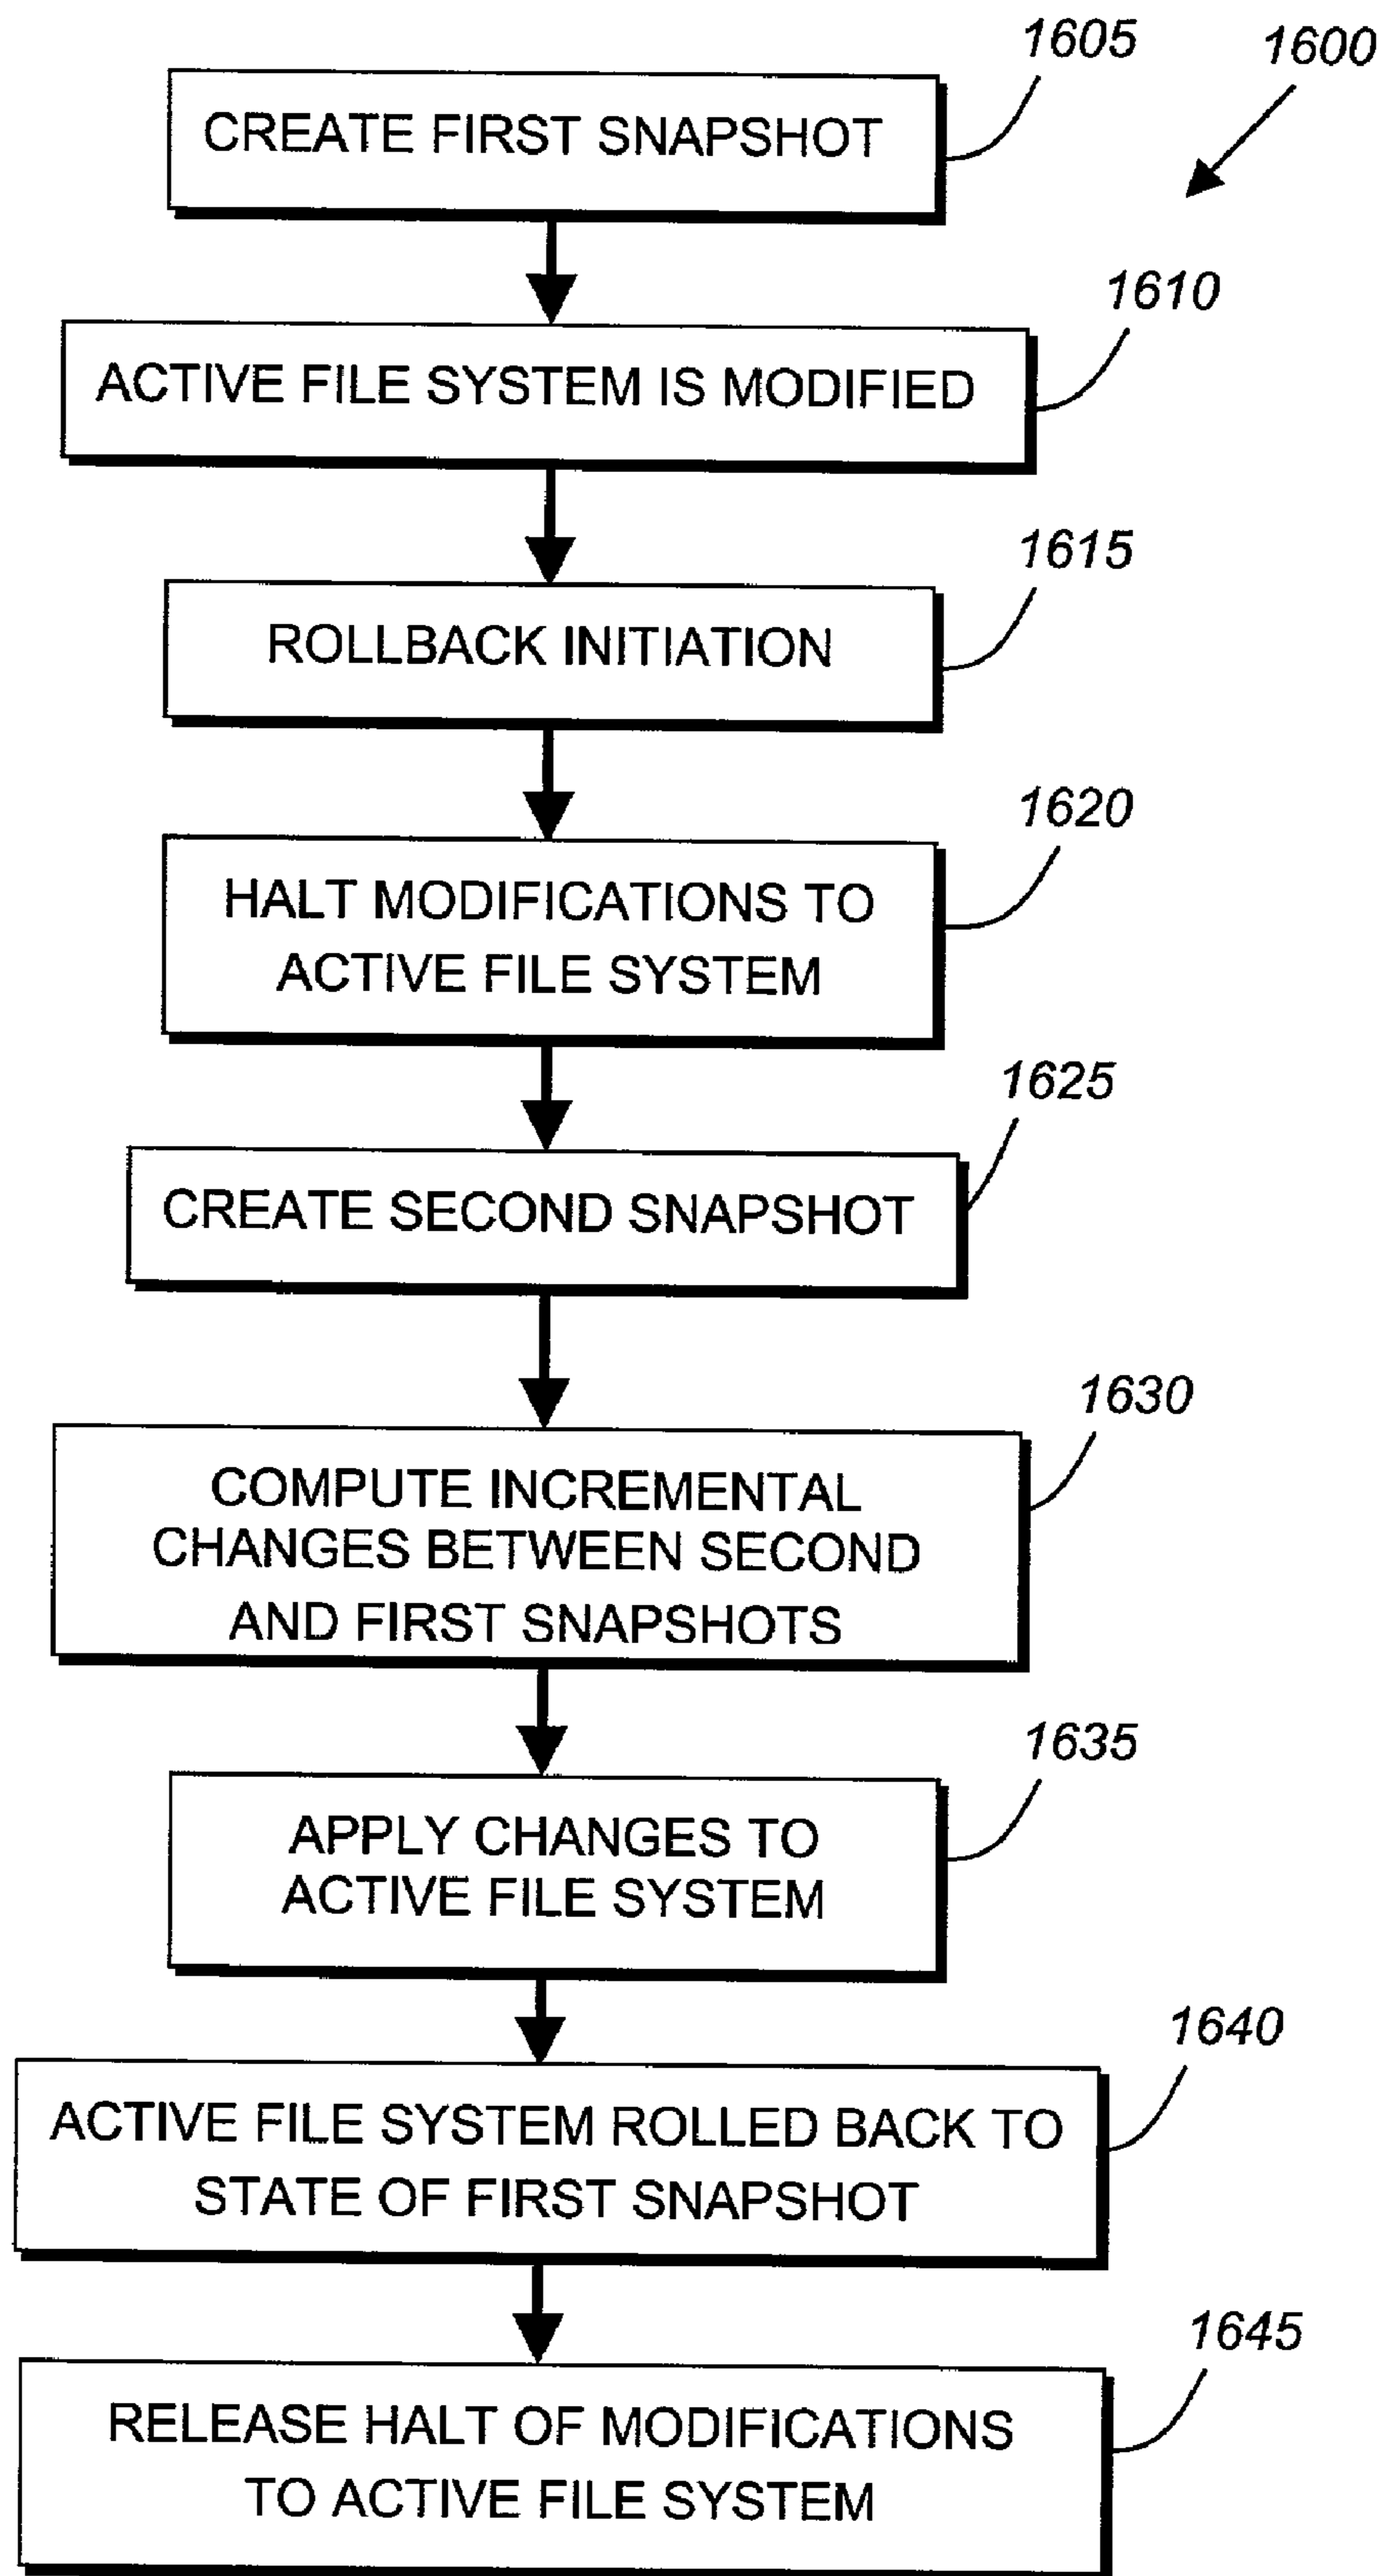 1605
1600
CREATE FIRST SNAPSHOT
1610
ACTIVE FILE SYSTEM IS MODIFIED
1615
ROLLBACK INITIATION
1620
HALT MODIFICATIONS TO
ACTIVE FILE SYSTEM
1625
CREATE SECOND SNAPSHOT
1630
COMPUTE INCREMENTAL
CHANGES BETWEEN SECOND
AND FIRST SNAPSHOTS
1635
APPLY CHANGES TO
ACTIVE FILE SYSTEM
1640
ACTIVE FILE SYSTEM ROLLED BACK TO
STATE OF FIRST SNAPSHOT
1645
RELEASE HALT OF MODIFICATIONS
TO ACTIVE FILE SYSTEM